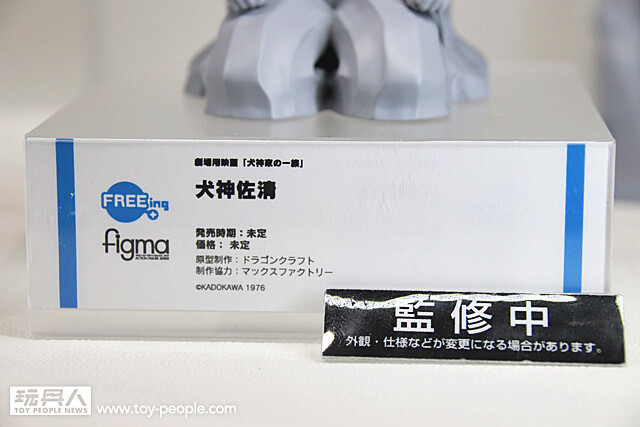 劇場用映画「犬神家の一族」
犬神佐清
FREEing
figma
発売時期：未定
価格： 未定
原型制作：ドラゴンクラフト
制作協力：マックスファクトリー
©KADOKAWA 1976
監修中
外観・仕様などが変更になる場合があります。
玩具人
TOY PEOPLE NEWS
www.toy-people.com